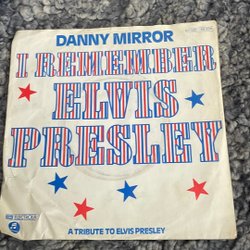 DANNY MIRROR
I REMEMBER
ELVIS
PRESLEY
A TRIBUTE TO ELVIS PRESLEY